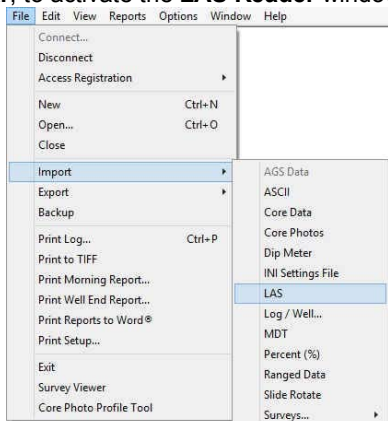 to activate the LAS Reader
File Edit View Reports Options Window Help
Connect...
Disconnect
Access Registration
New Ctrl+N
Open... Ctrl+O
Close
Import
Export
Backup
Print Log... Ctrl+P
Print to TIFF
Print Morning Report...
Print Well End Report...
Print Reports to Word®
Print Setup...
Exit
Survey Viewer
Core Photo Profile Tool
AGS Data
ASCII
Core Data
Core Photos
Dip Meter
INI Settings File
LAS
Log / Well...
MDT
Percent (%)
Ranged Data
Slide Rotate
Surveys...